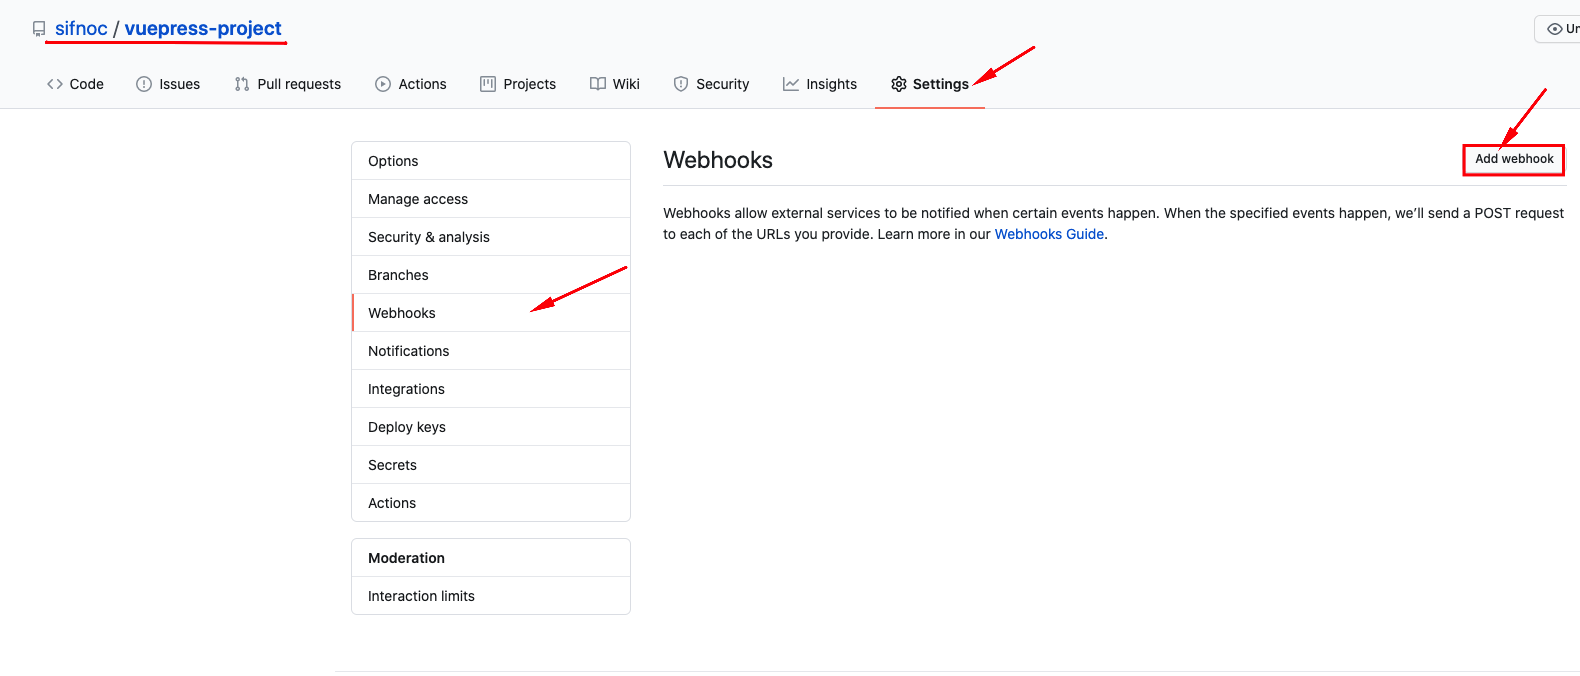 sifnoc / vuepress-project
Un
Code Issues Pull requests Actions Projects Wiki Security Insights Settings
Options
Manage access
Security & analysis
Branches
Webhooks
Notifications
Integrations
Deploy keys
Secrets
Actions
Moderation
Interaction limits
Webhooks
Add webhook
Webhooks allow external services to be notified when certain events happen. When the specified events happen, we’ll send a POST request
to each of the URLs you provide. Learn more in our Webhooks Guide.